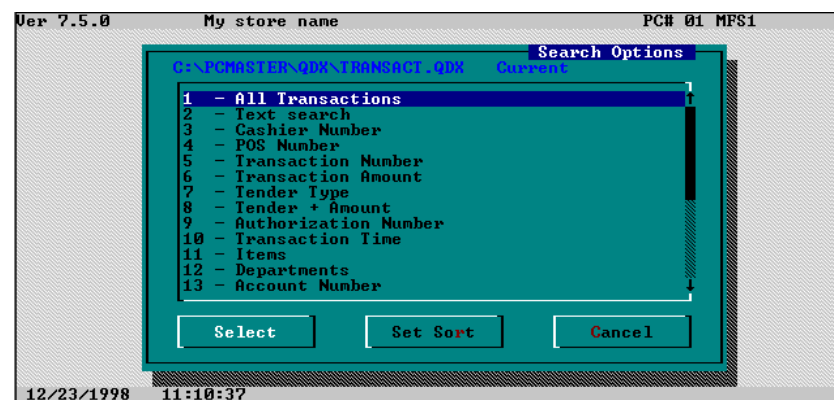 Ver 7.5.0 My store name PC# 01 MFS1
Search Options
C:\PCMASTER\QDX\TRANSACT.QDX Current
1 - All Transactions
2 - Text search
3 - Cashier Number
4 - POS Number
5 - Transaction Number
6 - Transaction Amount
7 - Tender Type
8 - Tender + Amount
9 - Authorization Number
10 - Transaction Time
11 - Items
12 - Departments
13 - Account Number
Select Set Sort Cancel
12/23/1998 11:10:37